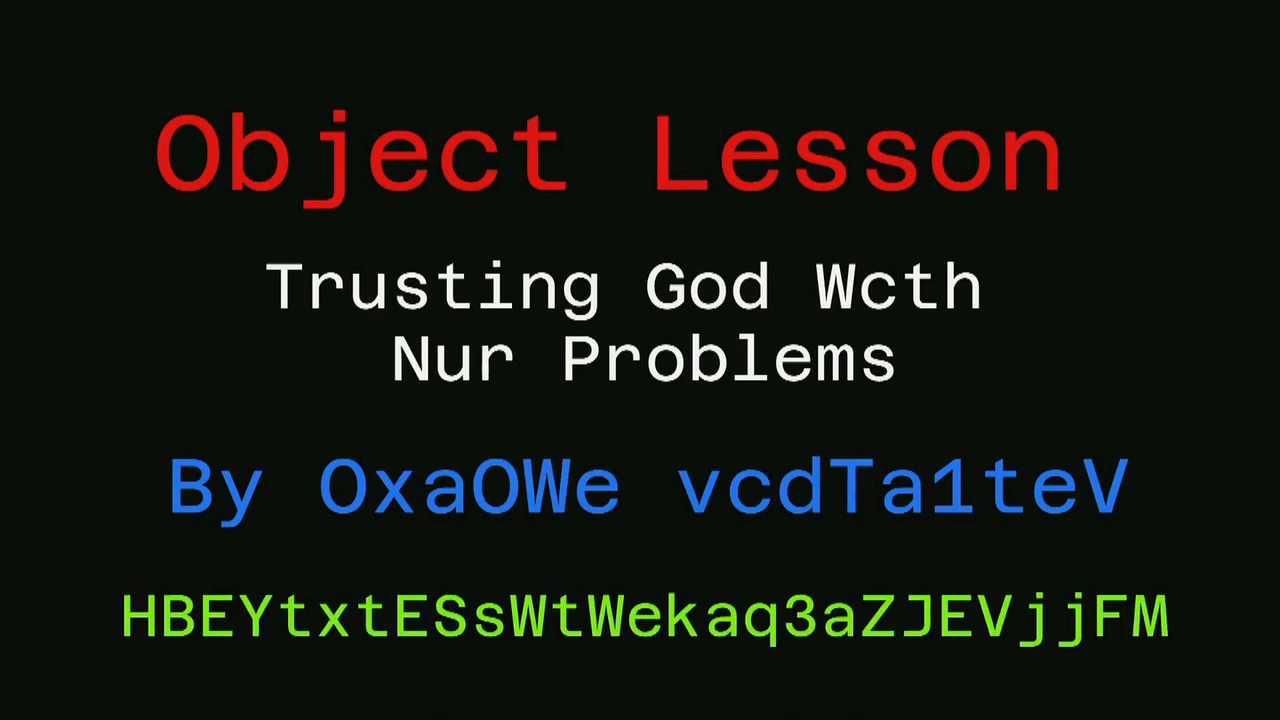 Object Lesson
Trusting God Wcth
Nur Problems
By OxaOWe vcdTa1teV
HBEYtxtESsWtWekaq3aZJEVjjFM